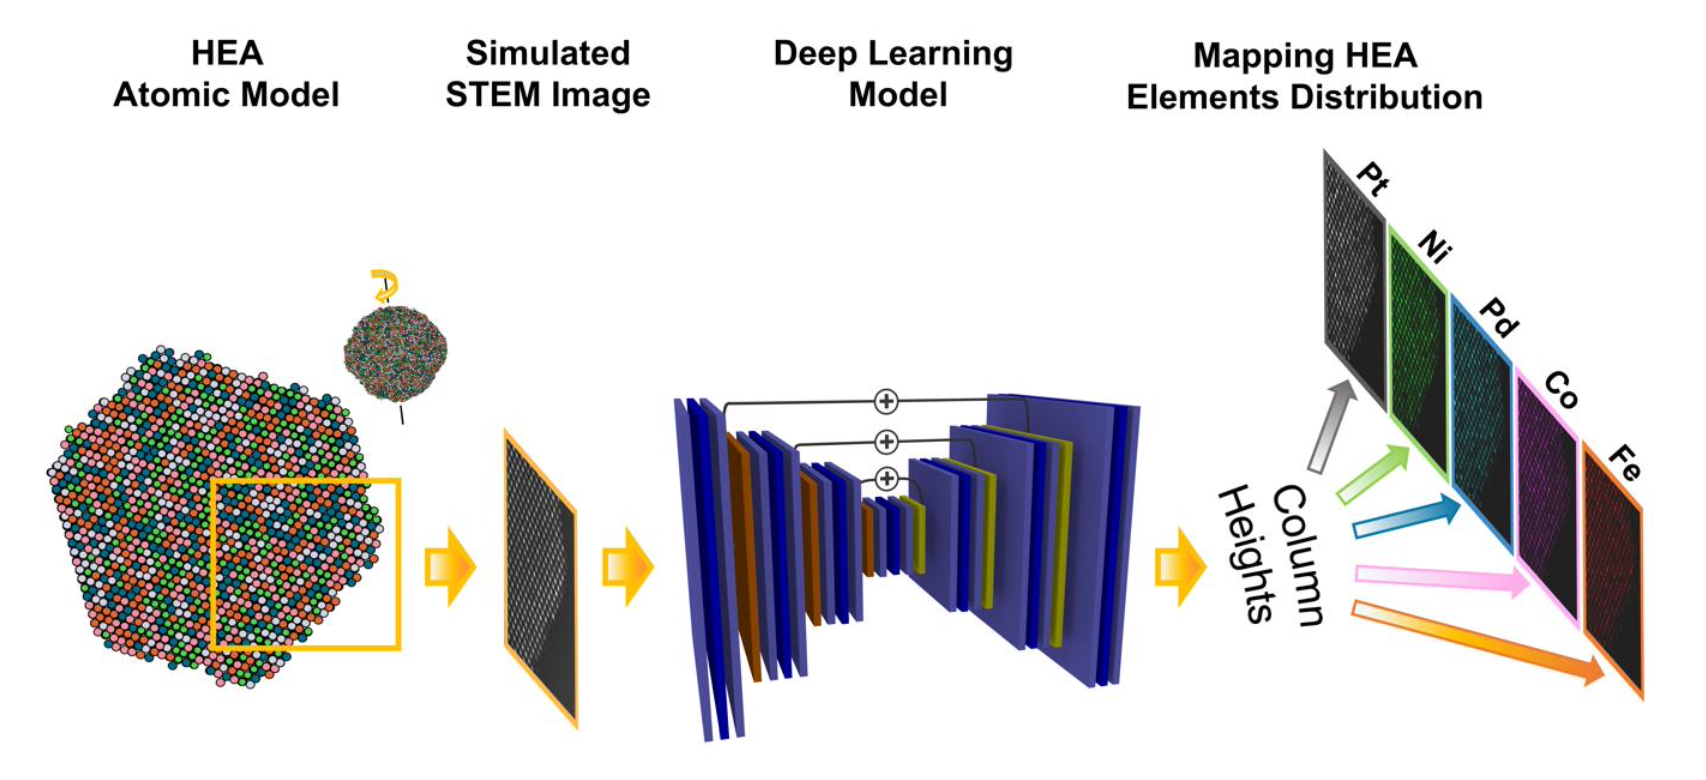 HEA
Atomic Model
Simulated
STEM Image
Deep Learning
Model
Mapping HEA
Elements Distribution
Pt
Ni
Pd
Co
Fe
Column
Heights